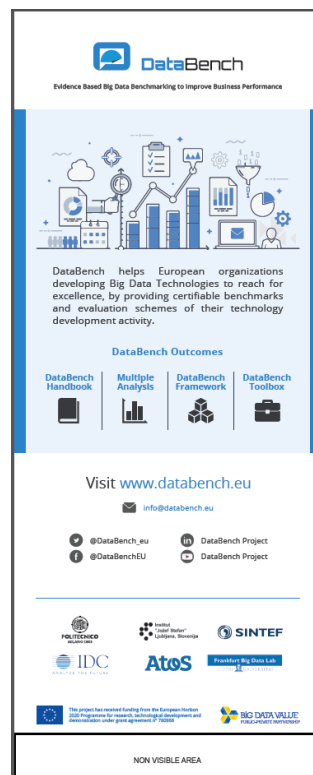 DataBench
Evidence Based Big Data Benchmarking to Improve Business Performance
DataBench helps European organizations
developing Big Data Technologies to reach for
excellence, by providing certifiable benchmarks
and evaluation schemes of their technology
development activity.
DataBench Outcomes
DataBench Handbook
Multiple Analysis
DataBench Framework
DataBench Toolbox
Visit www.databench.eu
info@databench.eu
@DataBench_eu
DataBench Project
@DataBenchEU
DataBench Project
POLITECNICO
MILANO 1863
Institut
"Jožef Stefan"
Ljubljana, Slovenija
SINTEF
IDC
ANALYZE THE FUTURE
Atos
Frankfurt Big Data Lab
This project has received funding from the European Horizon
2020 Programme for research, technological development and
demonstration under grant agreement n° 780966
BIG DATA VALUE
PUBLIC-PRIVATE PARTNERSHIP
NON VISIBLE AREA